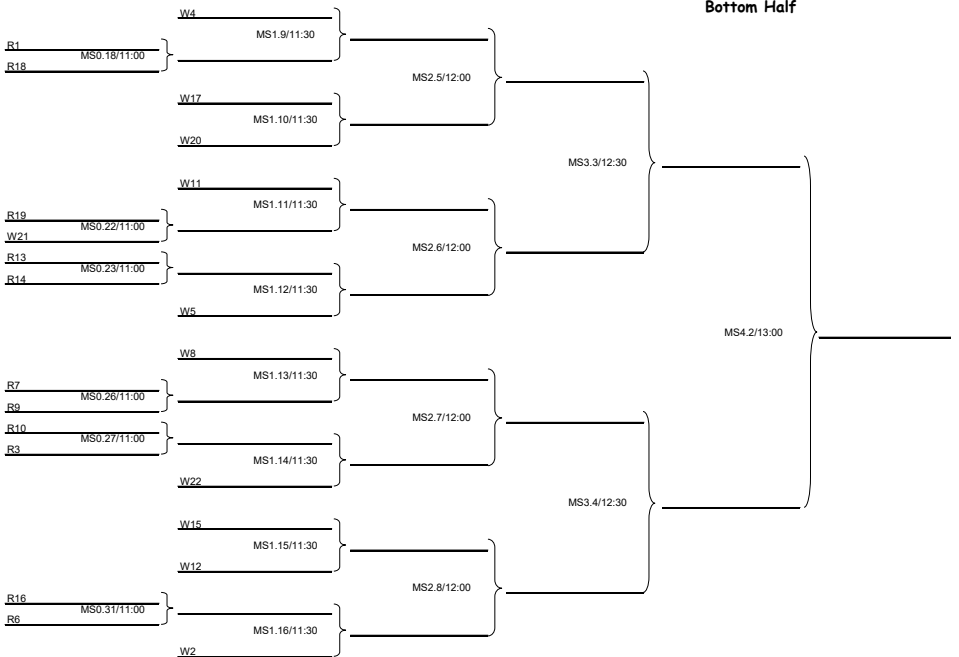 Bottom Half
W4
MS1.9/11:30
R1
MS0.18/11:00
R18
MS2.5/12:00
W17
MS1.10/11:30
W20
MS3.3/12:30
W11
MS1.11/11:30
R19
MS0.22/11:00
W21
MS2.6/12:00
R13
MS0.23/11:00
R14
MS1.12/11:30
W5
MS4.2/13:00
W8
MS1.13/11:30
R7
MS0.26/11:00
R9
MS2.7/12:00
R10
MS0.27/11:00
R3
MS1.14/11:30
W22
MS3.4/12:30
W15
MS1.15/11:30
W12
MS2.8/12:00
R16
MS0.31/11:00
R6
MS1.16/11:30
W2